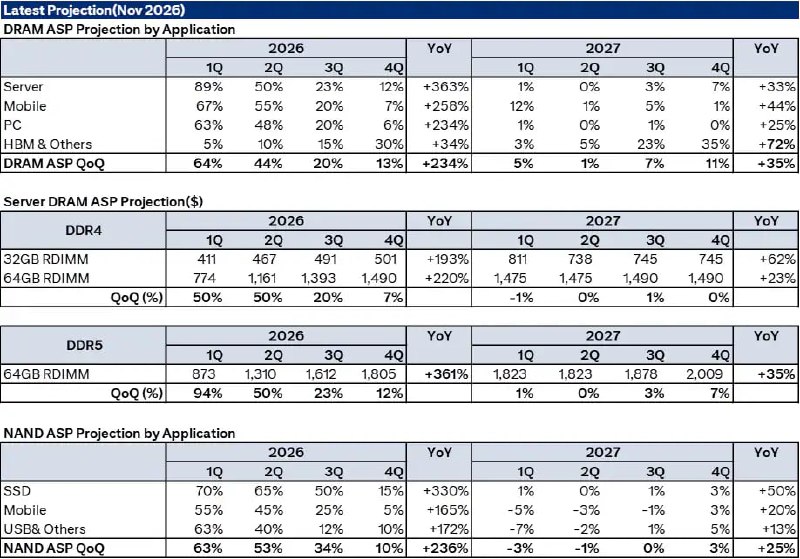 Latest Projection(Nov 2026)
DRAM ASP Projection by Application
2026 YoY 2027 YoY
1Q 2Q 3Q 4Q 1Q 2Q 3Q 4Q
Server 89% 50% 23% 12% +363% 1% 0% 3% 7% +33%
Mobile 67% 55% 20% 7% +258% 12% 1% 5% 1% +44%
PC 63% 48% 20% 6% +234% 1% 0% 1% 0% +25%
HBM & Others 5% 10% 15% 30% +34% 3% 5% 23% 35% +72%
DRAM ASP QoQ 64% 44% 20% 13% +234% 5% 1% 7% 11% +35%
Server DRAM ASP Projection($)
DDR4 2026 YoY 2027 YoY
1Q 2Q 3Q 4Q 1Q 2Q 3Q 4Q
32GB RDIMM 411 467 491 501 +193% 811 738 745 745 +62%
64GB RDIMM 774 1,161 1,393 1,490 +220% 1,475 1,475 1,490 1,490 +23%
QoQ (%) 50% 50% 20% 7% -1% 0% 1% 0%
DDR5 2026 YoY 2027 YoY
1Q 2Q 3Q 4Q 1Q 2Q 3Q 4Q
64GB RDIMM 873 1,310 1,612 1,805 +361% 1,823 1,823 1,878 2,009 +35%
QoQ (%) 94% 50% 23% 12% 1% 0% 3% 7%
NAND ASP Projection by Application
2026 YoY 2027 YoY
1Q 2Q 3Q 4Q 1Q 2Q 3Q 4Q
SSD 70% 65% 50% 15% +330% 1% 0% 1% 3% +50%
Mobile 55% 45% 25% 5% +165% -5% -3% -1% 3% +20%
USB& Others 63% 40% 12% 10% +172% -7% -2% 1% 5% +13%
NAND ASP QoQ 63% 53% 34% 10% +236% -3% -1% 0% 3% +25%